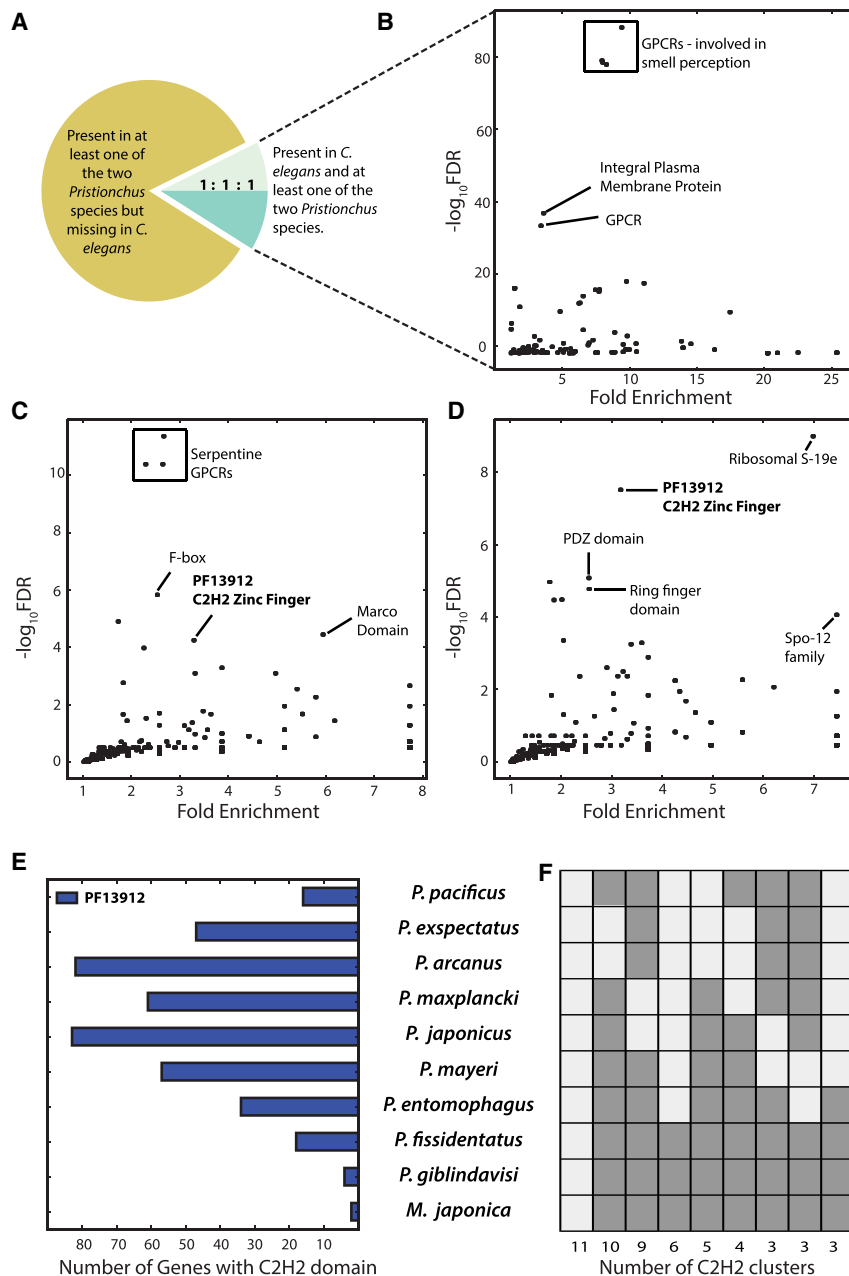 A
Present in at
least one of
the two
Pristionchus
species but
missing in C.
elegans
1 : 1 : 1
Present in C.
elegans and at
least one of the
two Pristionchus
species.
B
80
60
40
20
0
-log10FDR
GPCRs - involved in
smell perception
Integral Plasma
Membrane Protein
GPCR
5
10
15
20
25
Fold Enrichment
C
10
8
6
4
2
0
-log10FDR
Serpentine
GPCRs
F-box
PF13912
C2H2 Zinc Finger
Marco
Domain
1
2
3
4
5
6
7
8
Fold Enrichment
D
8
6
4
2
0
-log10FDR
Ribosomal S-19e
PF13912
C2H2 Zinc Finger
PDZ domain
Ring finger
domain
Spo-12
family
1
2
3
4
5
6
7
Fold Enrichment
E
PF13912
80
70
60
50
40
30
20
10
Number of Genes with C2H2 domain
P. pacificus
P. exspectatus
P. arcanus
P. maxplancki
P. japonicus
P. mayeri
P. entomophagus
P. fissidentatus
P. giblindavisi
M. japonica
F
11
10
9
6
5
4
3
3
3
Number of C2H2 clusters